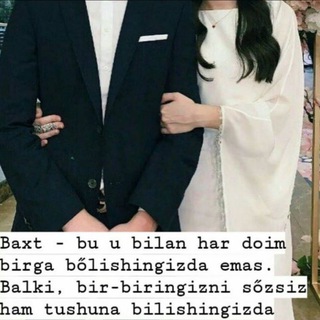 Baxt - bu u bilan har doim
birga bőlishingizda emas.
Balki, bir-biringizni sőzsiz
ham tushuna bilishingizda